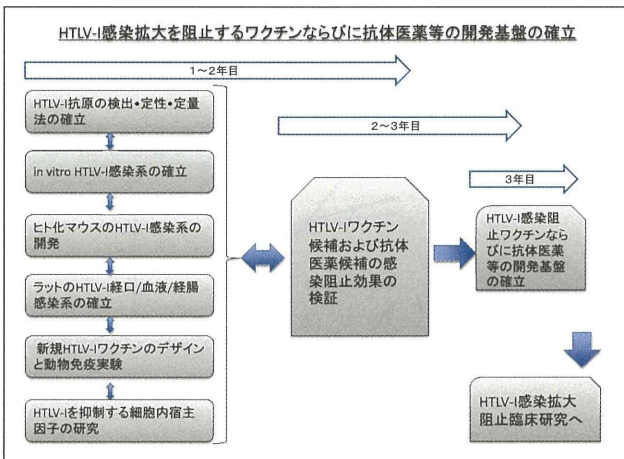 HTLV-I感染拡大を阻止するワクチンならびに抗体医薬等の開発基盤の確立
1～2年目
HTLV-I抗原の検出•定性•定量
法の確立
in vitro HTLV-I感染系の確立
ヒト化マウスのHTLV-I感染系の
開発
ラットのHTLV-I経口/血液/経腸
感染系の確立
新規HTLV-Iワクチンのデザイン
と動物免疫実験
HTLV-Iを抑制する細胞内宿主
因子の研究
2～3年目
HTLV-Iワクチン
候補および抗体
医薬候補の感
染阻止効果の
検証
3年目
HTLV-I感染阻
止ワクチンなら
びに抗体医薬
等の開発基盤
の確立
HTLV-I感染拡大
阻止臨床研究へ